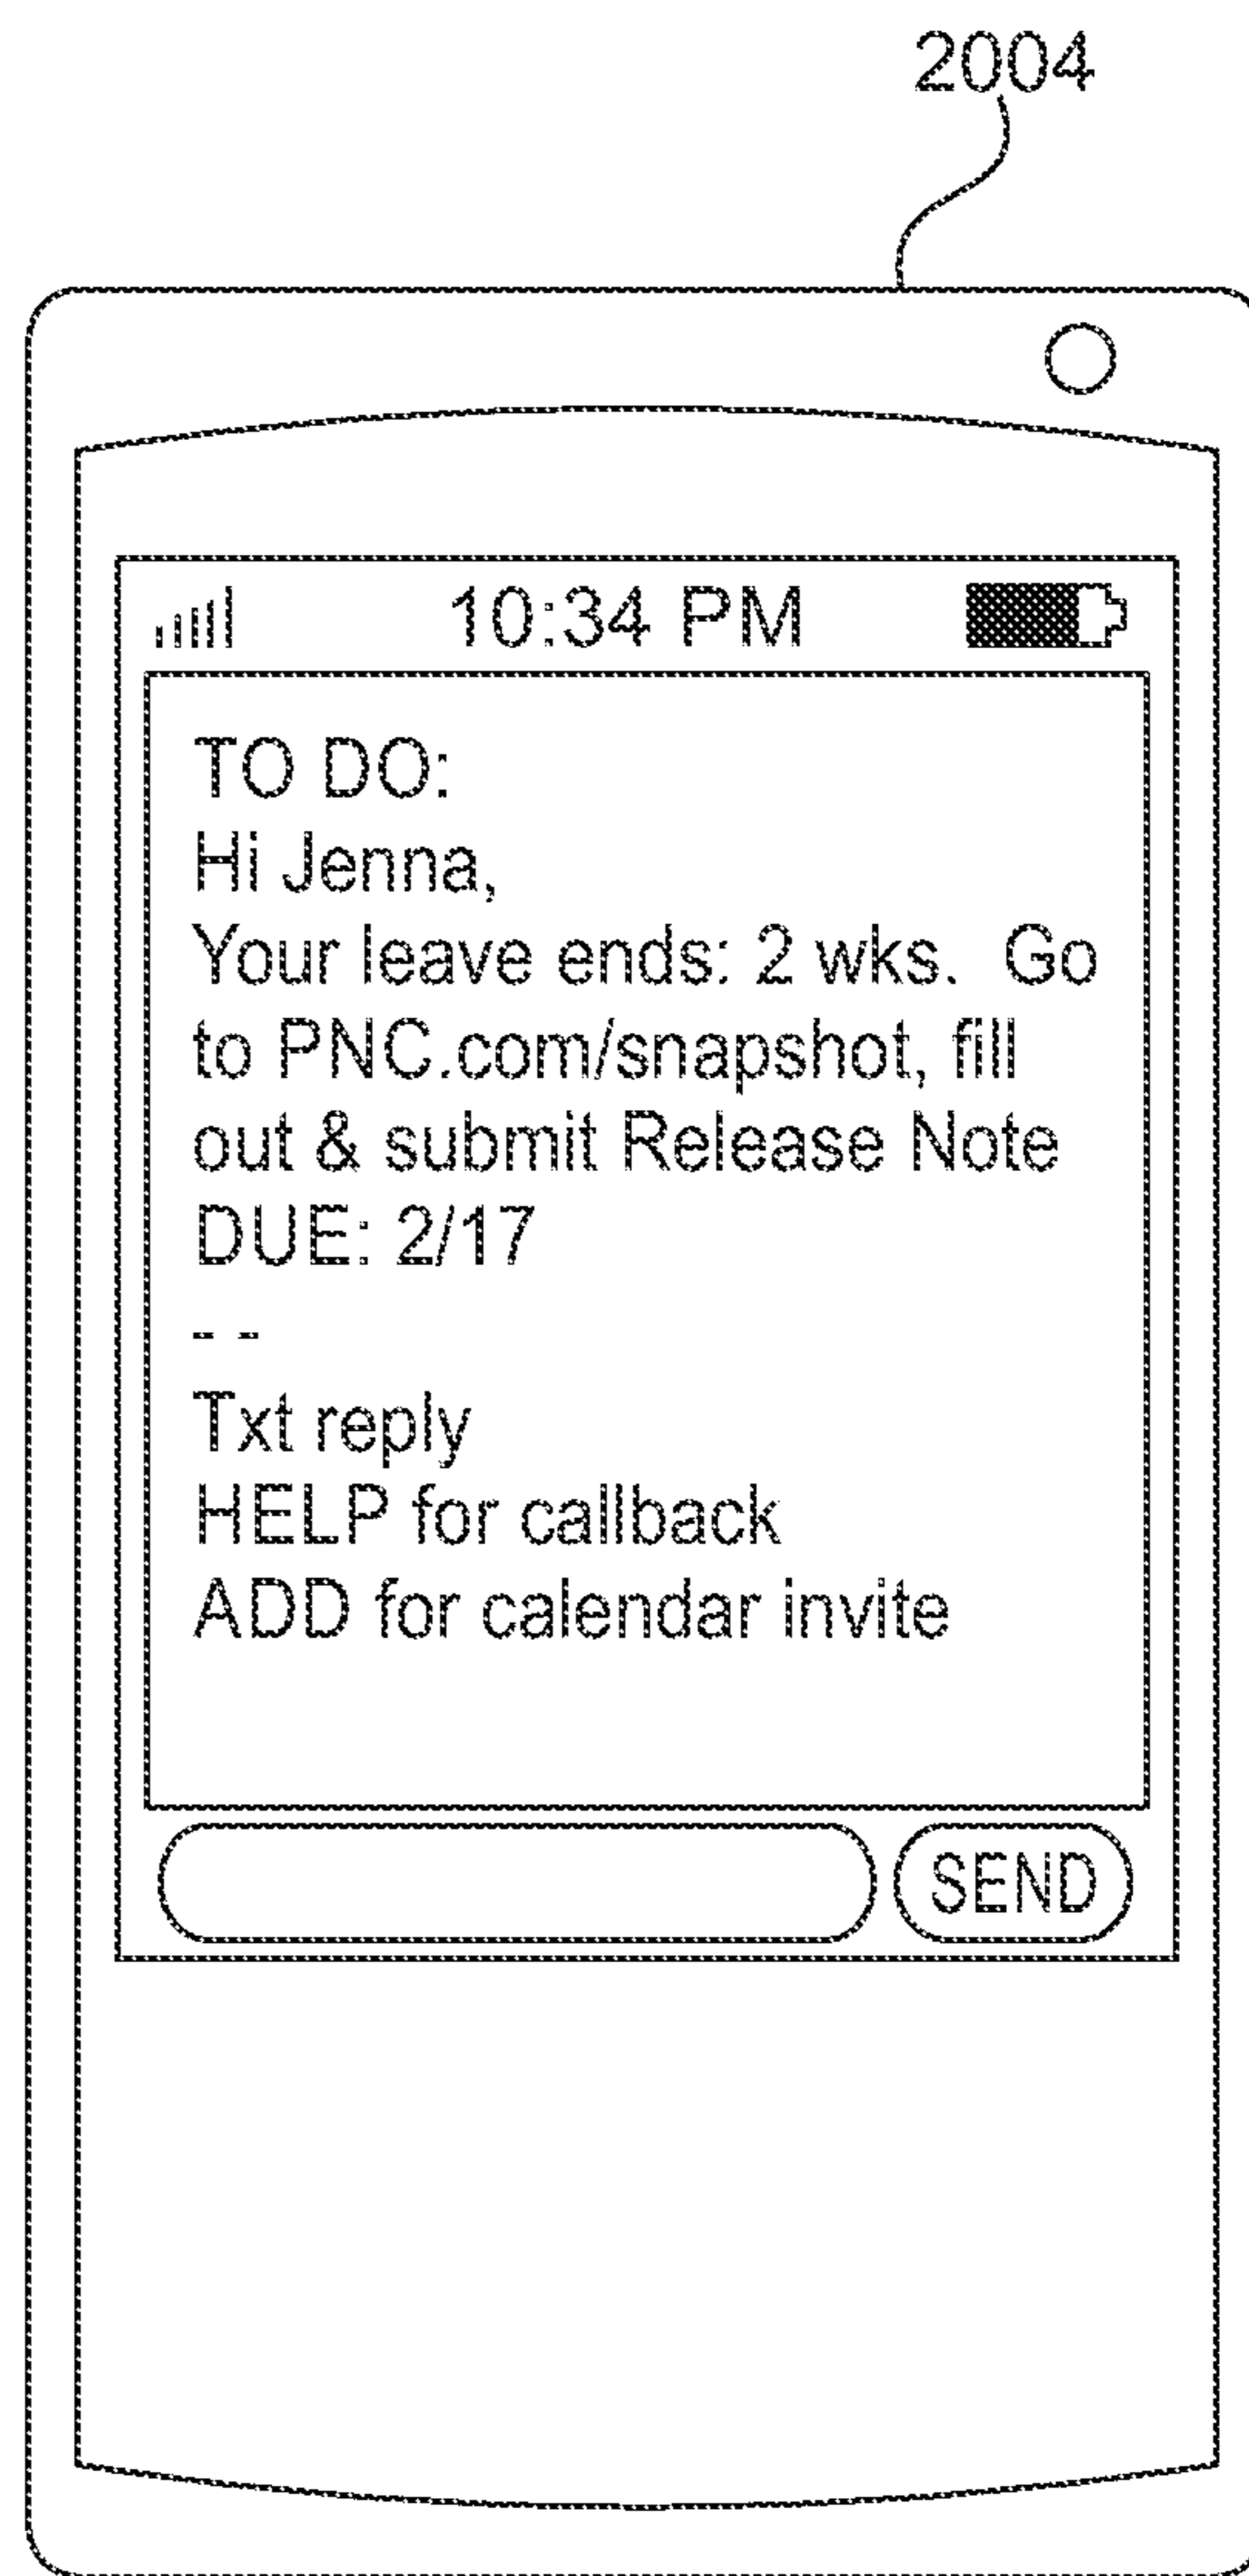 2004
10:34 PM
TO DO:
Hi Jenna,
Your leave ends: 2 wks.  Go
to PNC.com/snapshot, fill
out & submit Release Note
DUE: 2/17
- -
Txt reply
HELP for callback
ADD for calendar invite
SEND